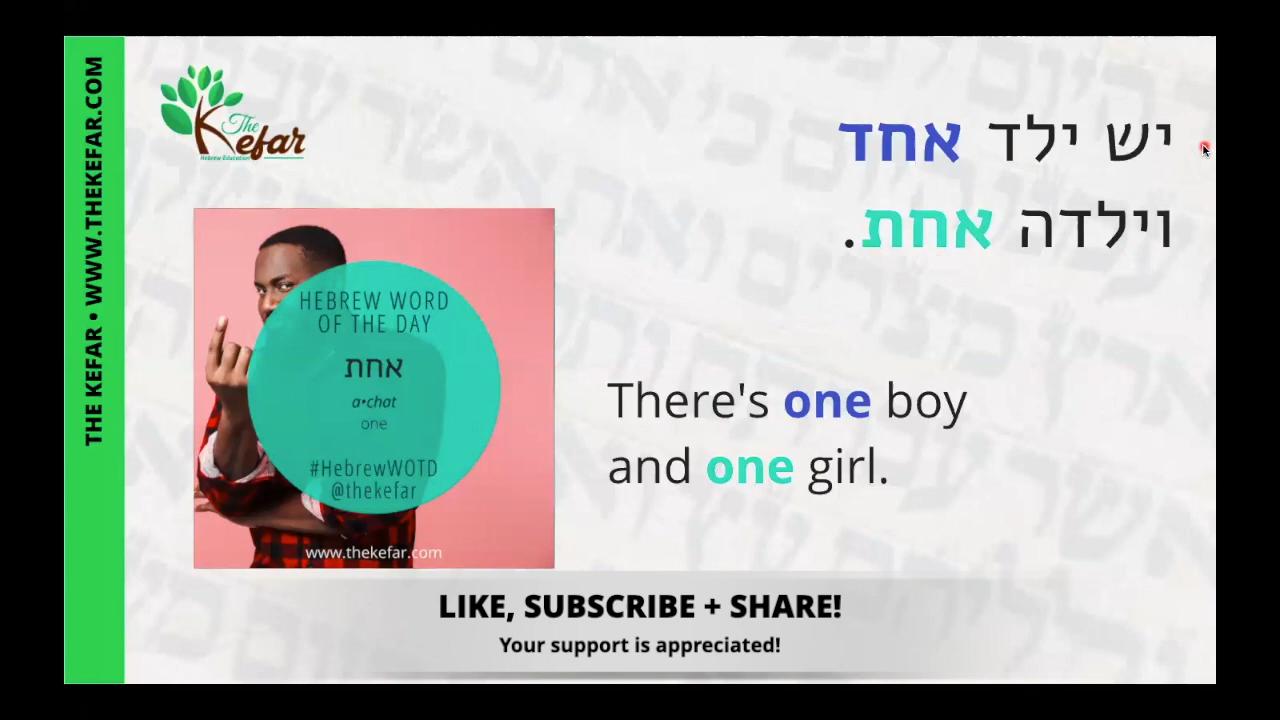 THE KEFAR • WWW.THEKEFAR.COM
The
Kefar
Hebrew Education
יש ילד אחד
וילדה אחת.
HEBREW WORD
OF THE DAY
אחת
a•chat
one
#HebrewWOTD
@thekefar
www.thekefar.com
There's one boy
and one girl.
LIKE, SUBSCRIBE + SHARE!
Your support is appreciated!